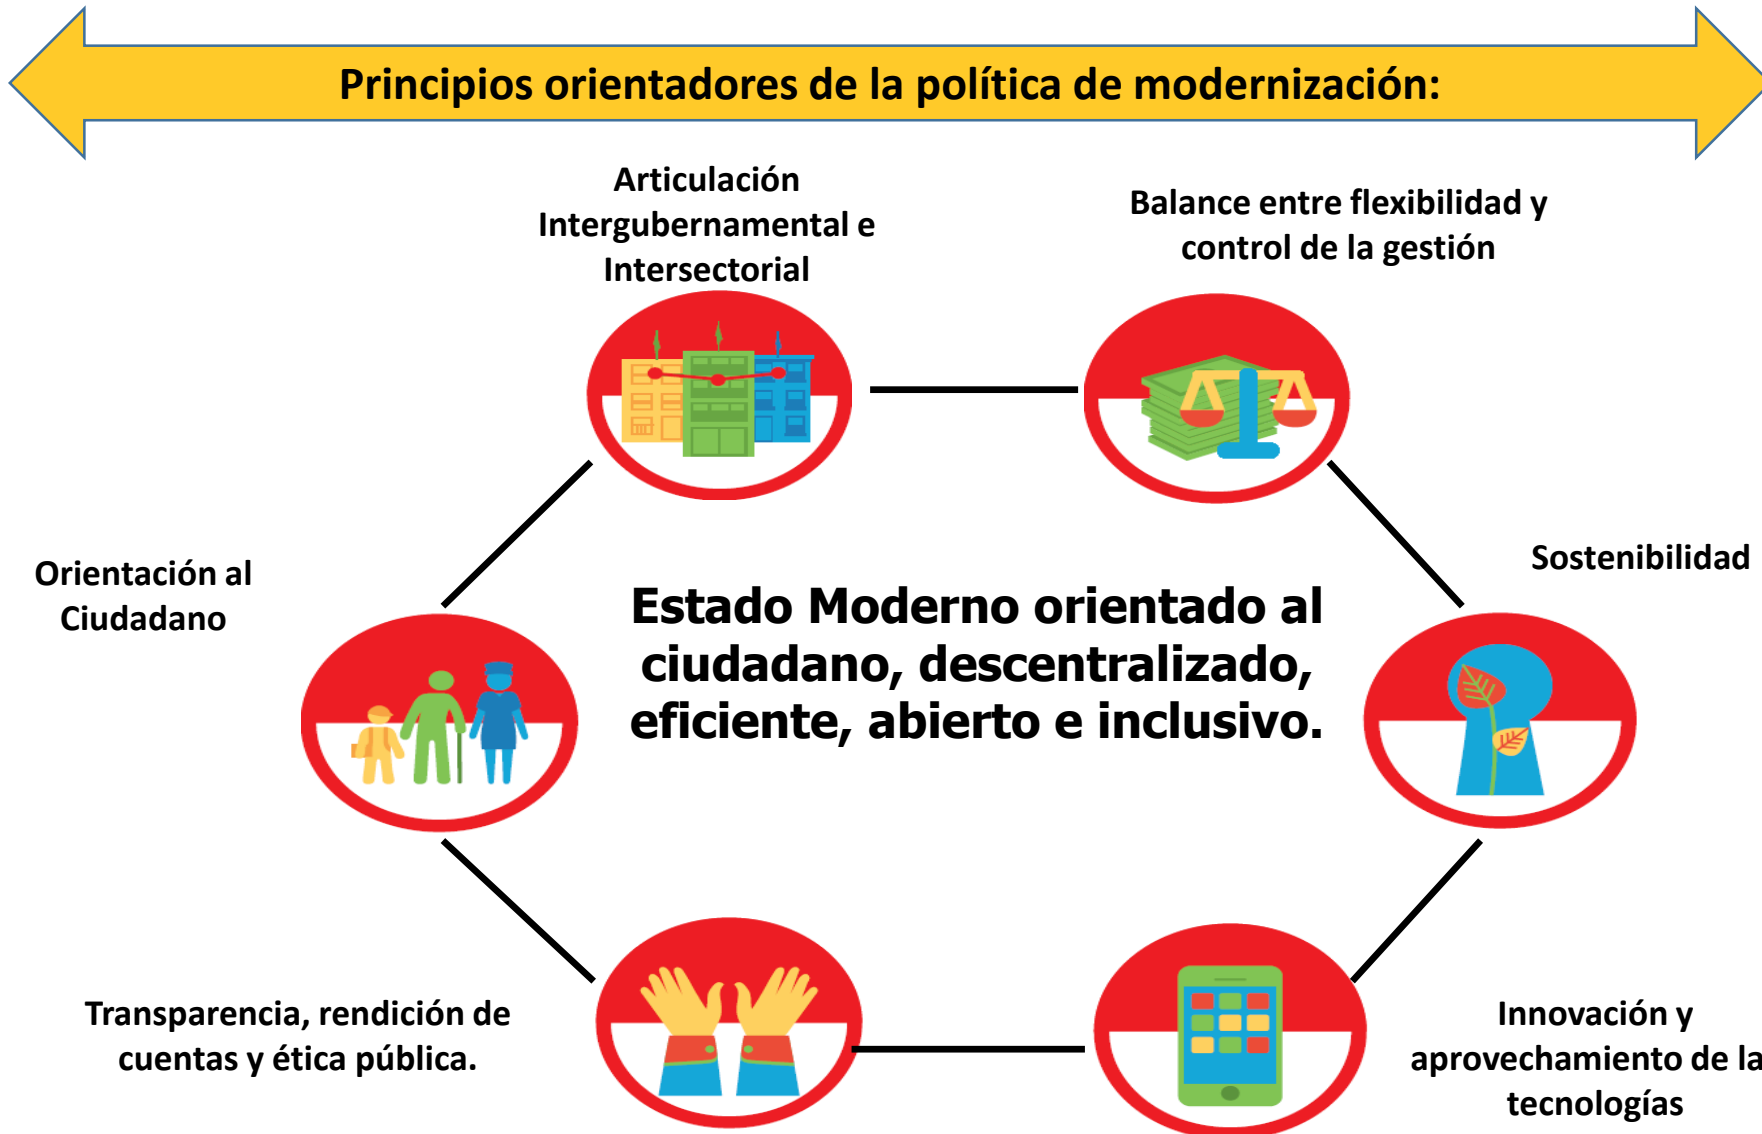 Principios orientadores de la política de modernización:
Articulación
Intergubernamental e
Intersectorial
Balance entre flexibilidad y
control de la gestión
Orientación al
Ciudadano
Sostenibilidad
Estado Moderno orientado al
ciudadano, descentralizado,
eficiente, abierto e inclusivo.
Transparencia, rendición de
cuentas y ética pública.
Innovación y
aprovechamiento de la
tecnologías